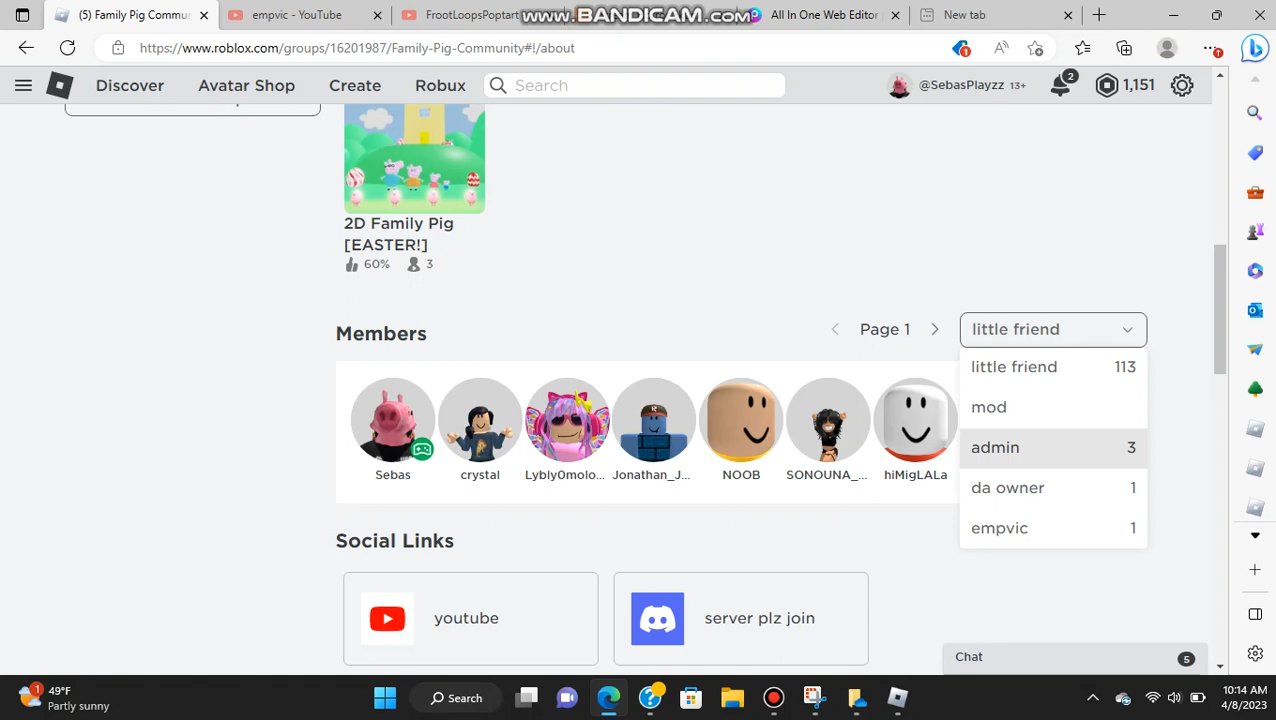 (5) Family Pig Commun
empvic - YouTube
FrootLoopsPoptart
www.BANDICAM.com
All In One Web Editor
New tab
https://www.roblox.com/groups/16201987/Family-Pig-Community#!/about
Discover
Avatar Shop
Create
Robux
Search
@SebasPlayzz 13+
2
1,151
2D Family Pig
[EASTER!]
60% 3
Members
Page 1
little friend
little friend 113
mod
admin 3
da owner 1
empvic 1
Sebas
crystal
Lybly0molo...
Jonathan_J...
NOOB
SONOUNA_...
hiMigLALa
Social Links
youtube
server plz join
Chat
5
1
49°F
Partly sunny
Search
10:14 AM
4/8/2023